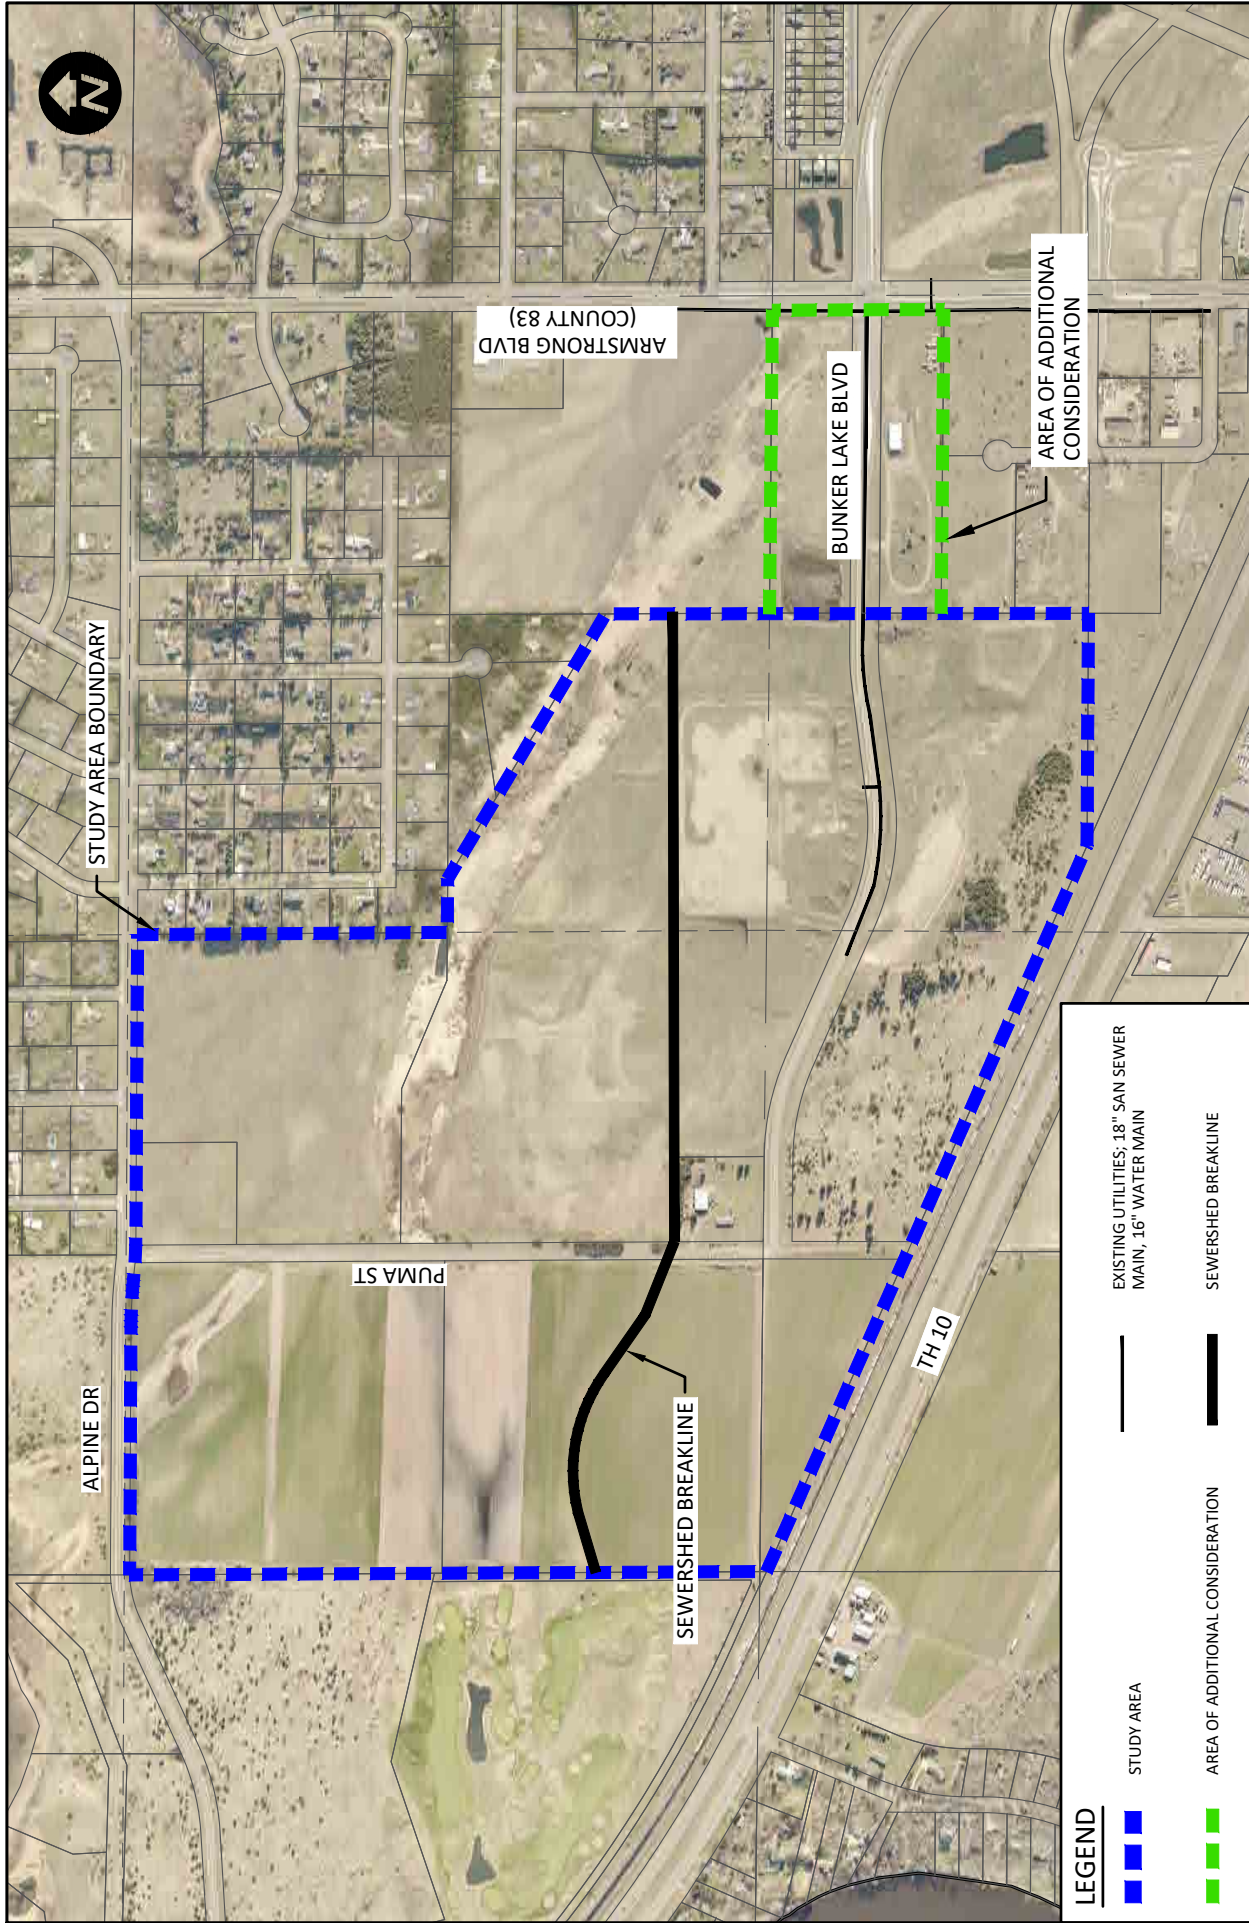 N
STUDY AREA BOUNDARY
ALPINE DR
ARMSTRONG BLVD
(COUNTY 83)
PUMA ST
BUNKER LAKE BLVD
AREA OF ADDITIONAL
CONSIDERATION
SEWERSHED BREAKLINE
TH 10
LEGEND
STUDY AREA
EXISTING UTILITIES; 18" SAN SEWER
MAIN, 16" WATER MAIN
AREA OF ADDITIONAL CONSIDERATION
SEWERSHED BREAKLINE